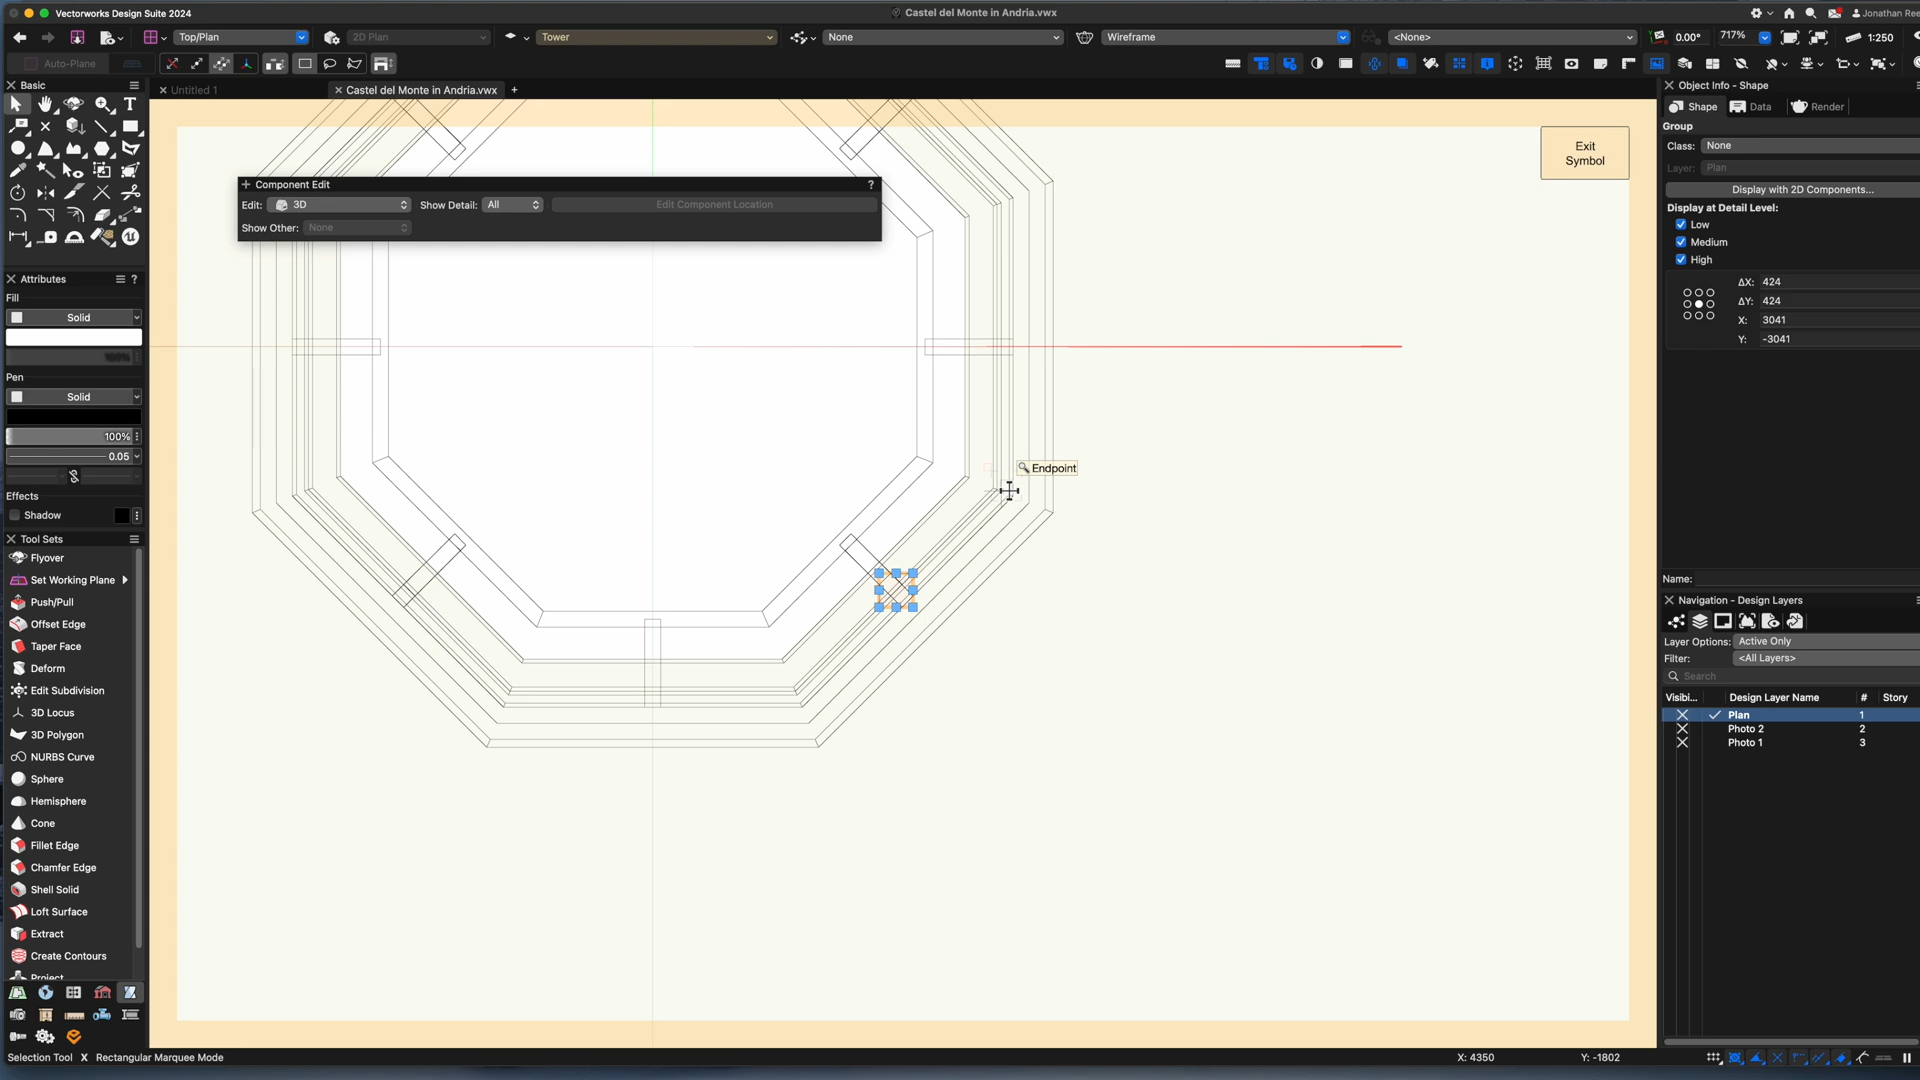 Vectorworks Design Suite 2024
Castel del Monte in Andria.vwx
Jonathan Ree
Top/Plan
2D Plan
Tower
None
Wireframe
<None>
0.00°
717%
1:250
Auto-Plane
Basic
Untitled 1
Castel del Monte in Andria.vwx
Object Info - Shape
Shape
Data
Render
Group
Class:
None
Layer:
Plan
Display with 2D Components...
Display at Detail Level:
Low
Medium
High
ΔX:
424
ΔY:
424
X:
3041
Y:
-3041
Exit
Symbol
Component Edit
?
Edit:
3D
Show Detail:
All
Edit Component Location
Show Other:
None
Endpoint
Attributes
?
Fill
Solid
100%
Pen
Solid
100%
0.05
Effects
Shadow
Tool Sets
Flyover
Set Working Plane
Push/Pull
Offset Edge
Taper Face
Deform
Edit Subdivision
3D Locus
3D Polygon
NURBS Curve
Sphere
Hemisphere
Cone
Fillet Edge
Chamfer Edge
Shell Solid
Loft Surface
Extract
Create Contours
Project
Name:
Navigation - Design Layers
Layer Options:
Active Only
Filter:
<All Layers>
Search
Visibi...
Design Layer Name
#
Story
Plan
1
Photo 2
2
Photo 1
3
Selection Tool X Rectangular Marquee Mode
X: 4350
Y: -1802